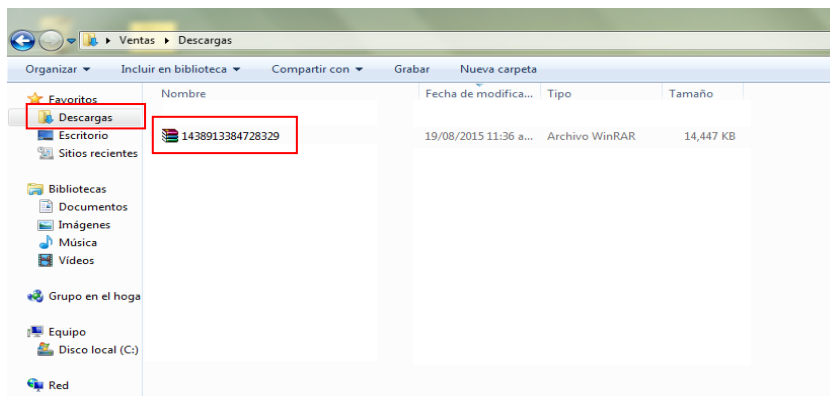 Ventas Descargas
Organizar Incluir en biblioteca Compartir con Grabar Nueva carpeta
Nombre Fecha de modifica... Tipo Tamaño
Favoritos
Descargas
Escritorio
Sitios recientes
1438913384728329 19/08/2015 11:36 a... Archivo WinRAR 14,447 KB
Bibliotecas
Documentos
Imágenes
Música
Vídeos
Grupo en el hoga
Equipo
Disco local (C:)
Red